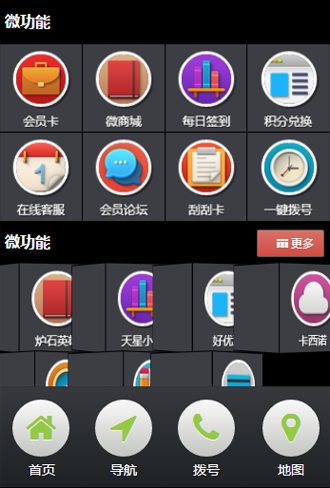 微功能
会员卡
微商城
每日签到
积分兑换
在线客服
会员论坛
刮刮卡
一键拨号
微功能
更多
炉石英雄
天星小
好优
卡西诺
首页
导航
拨号
地图